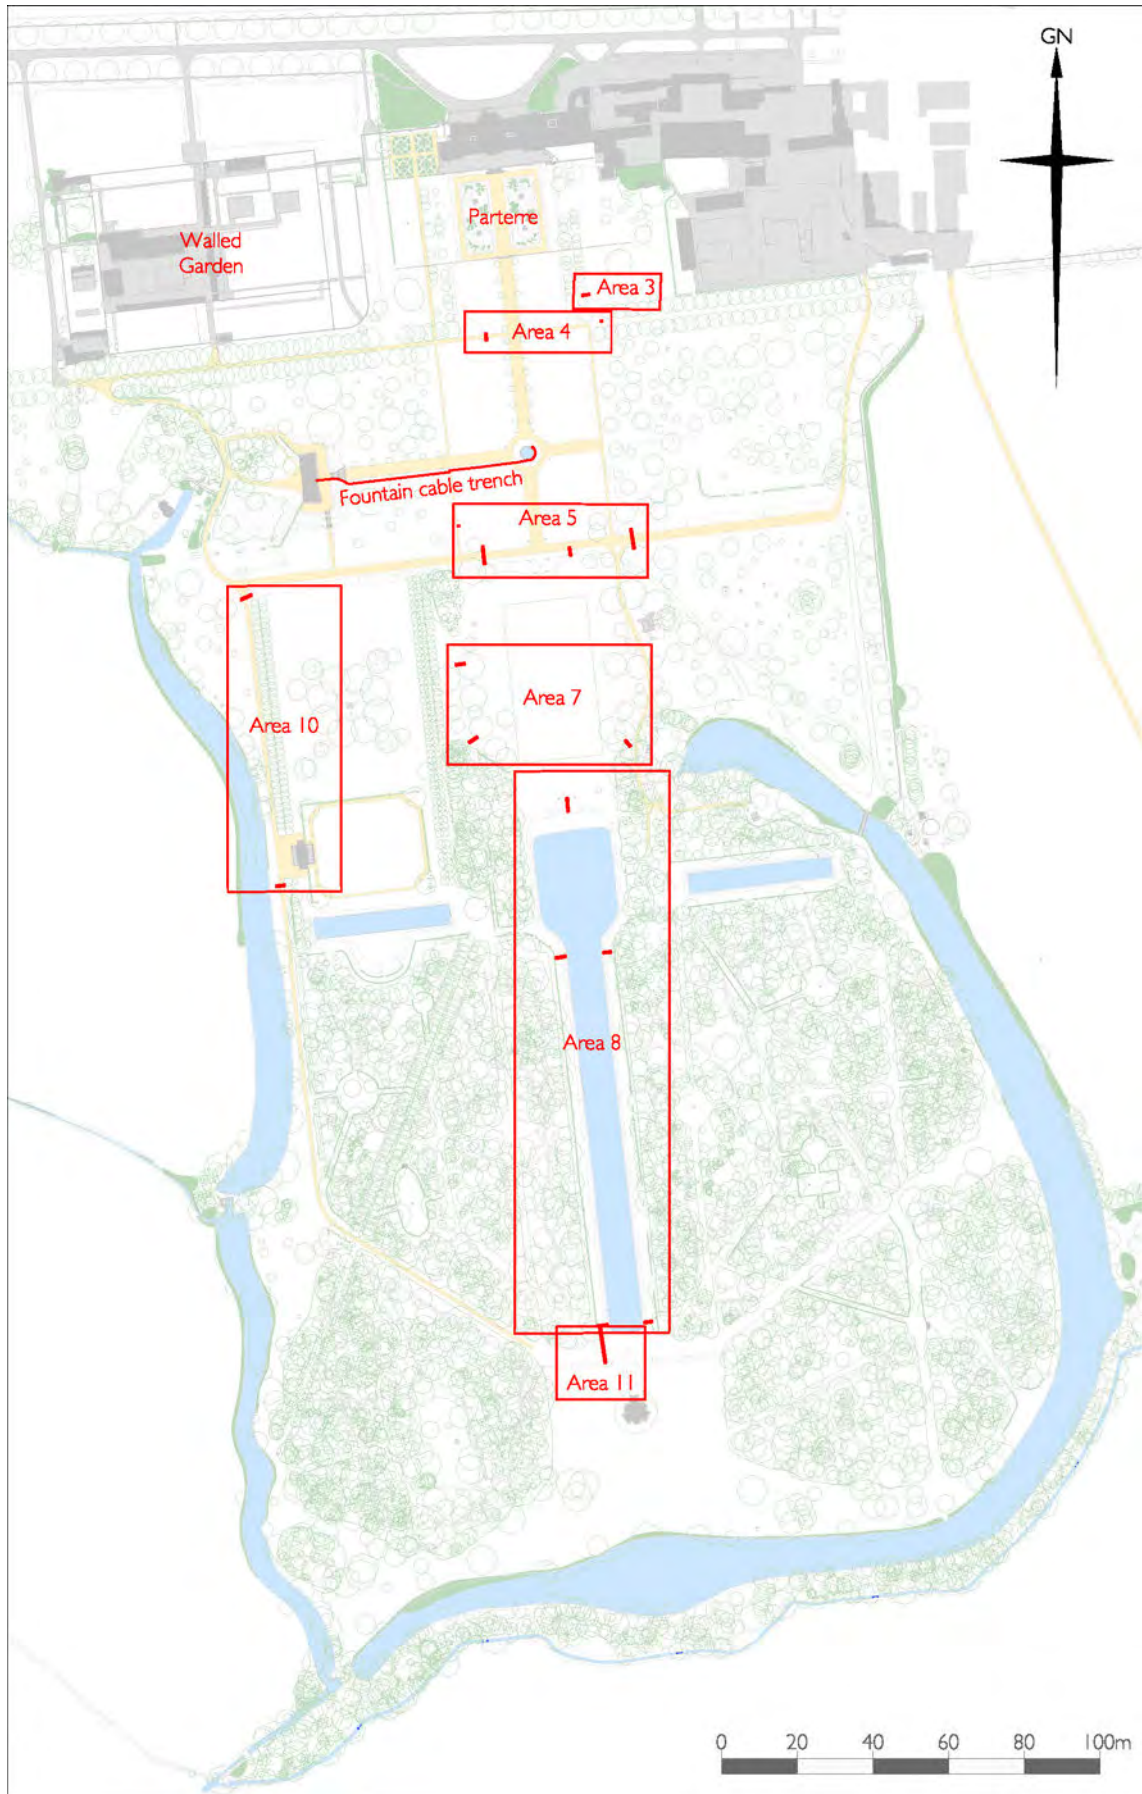 GN
Parterre
Walled
Garden
Area 3
Area 4
Fountain cable trench
Area 5
Area 7
Area 10
Area 8
Area 11
0 20 40 60 80 100m